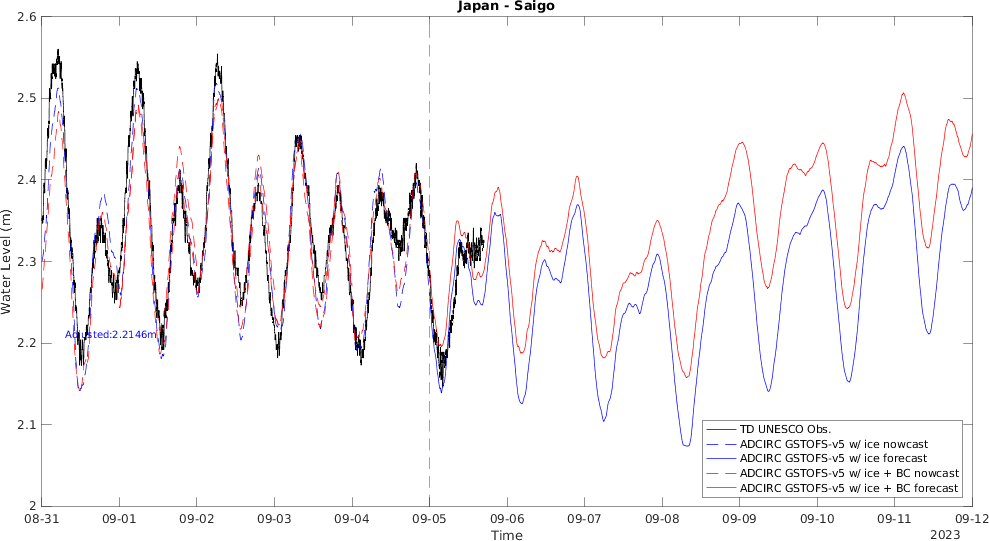 Japan - Saigo
Water Level (m)
2.6
2.5
2.4
2.3
2.2
2.1
2
Adjusted:2.2146m
TD UNESCO Obs.
ADCIRC GSTOFS-v5 w/ ice nowcast
ADCIRC GSTOFS-v5 w/ ice forecast
ADCIRC GSTOFS-v5 w/ ice + BC nowcast
ADCIRC GSTOFS-v5 w/ ice + BC forecast
08-31 09-01 09-02 09-03 09-04 09-05 09-06 09-07 09-08 09-09 09-10 09-11 09-12
Time
2023